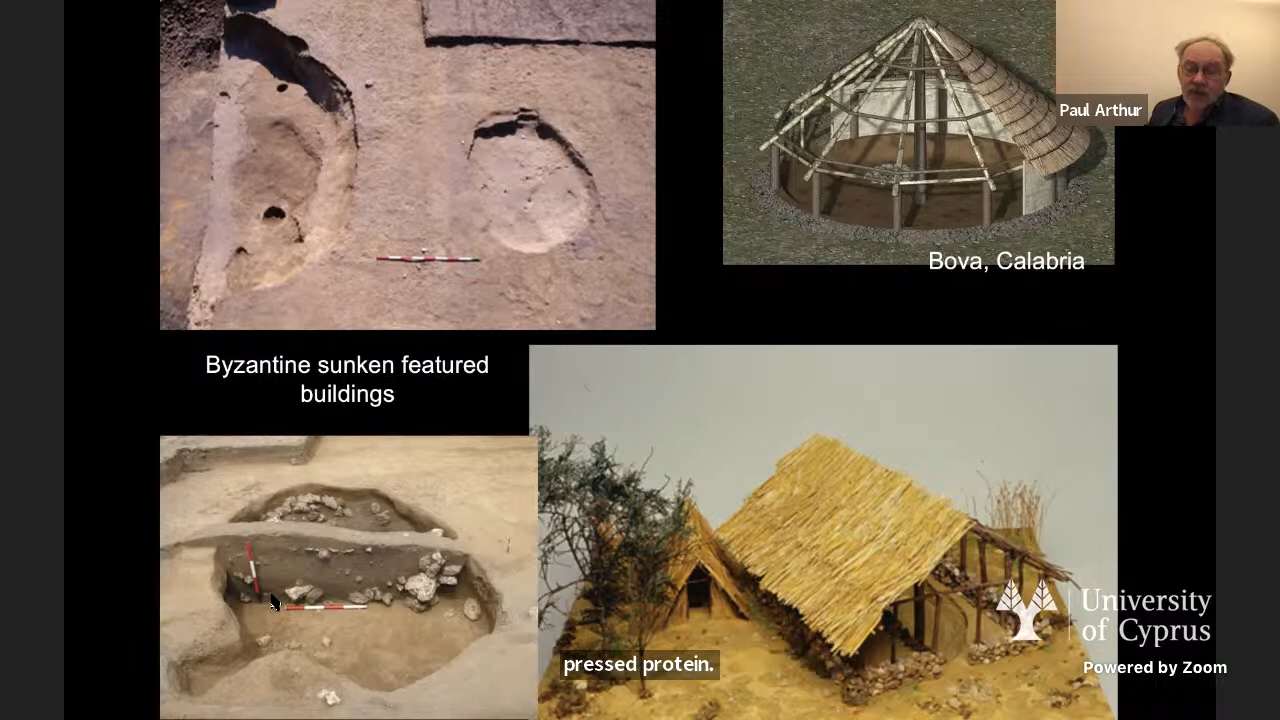 Paul Arthur
Bova, Calabria
Byzantine sunken featured
buildings
University
of Cyprus
pressed protein.
Powered by Zoom